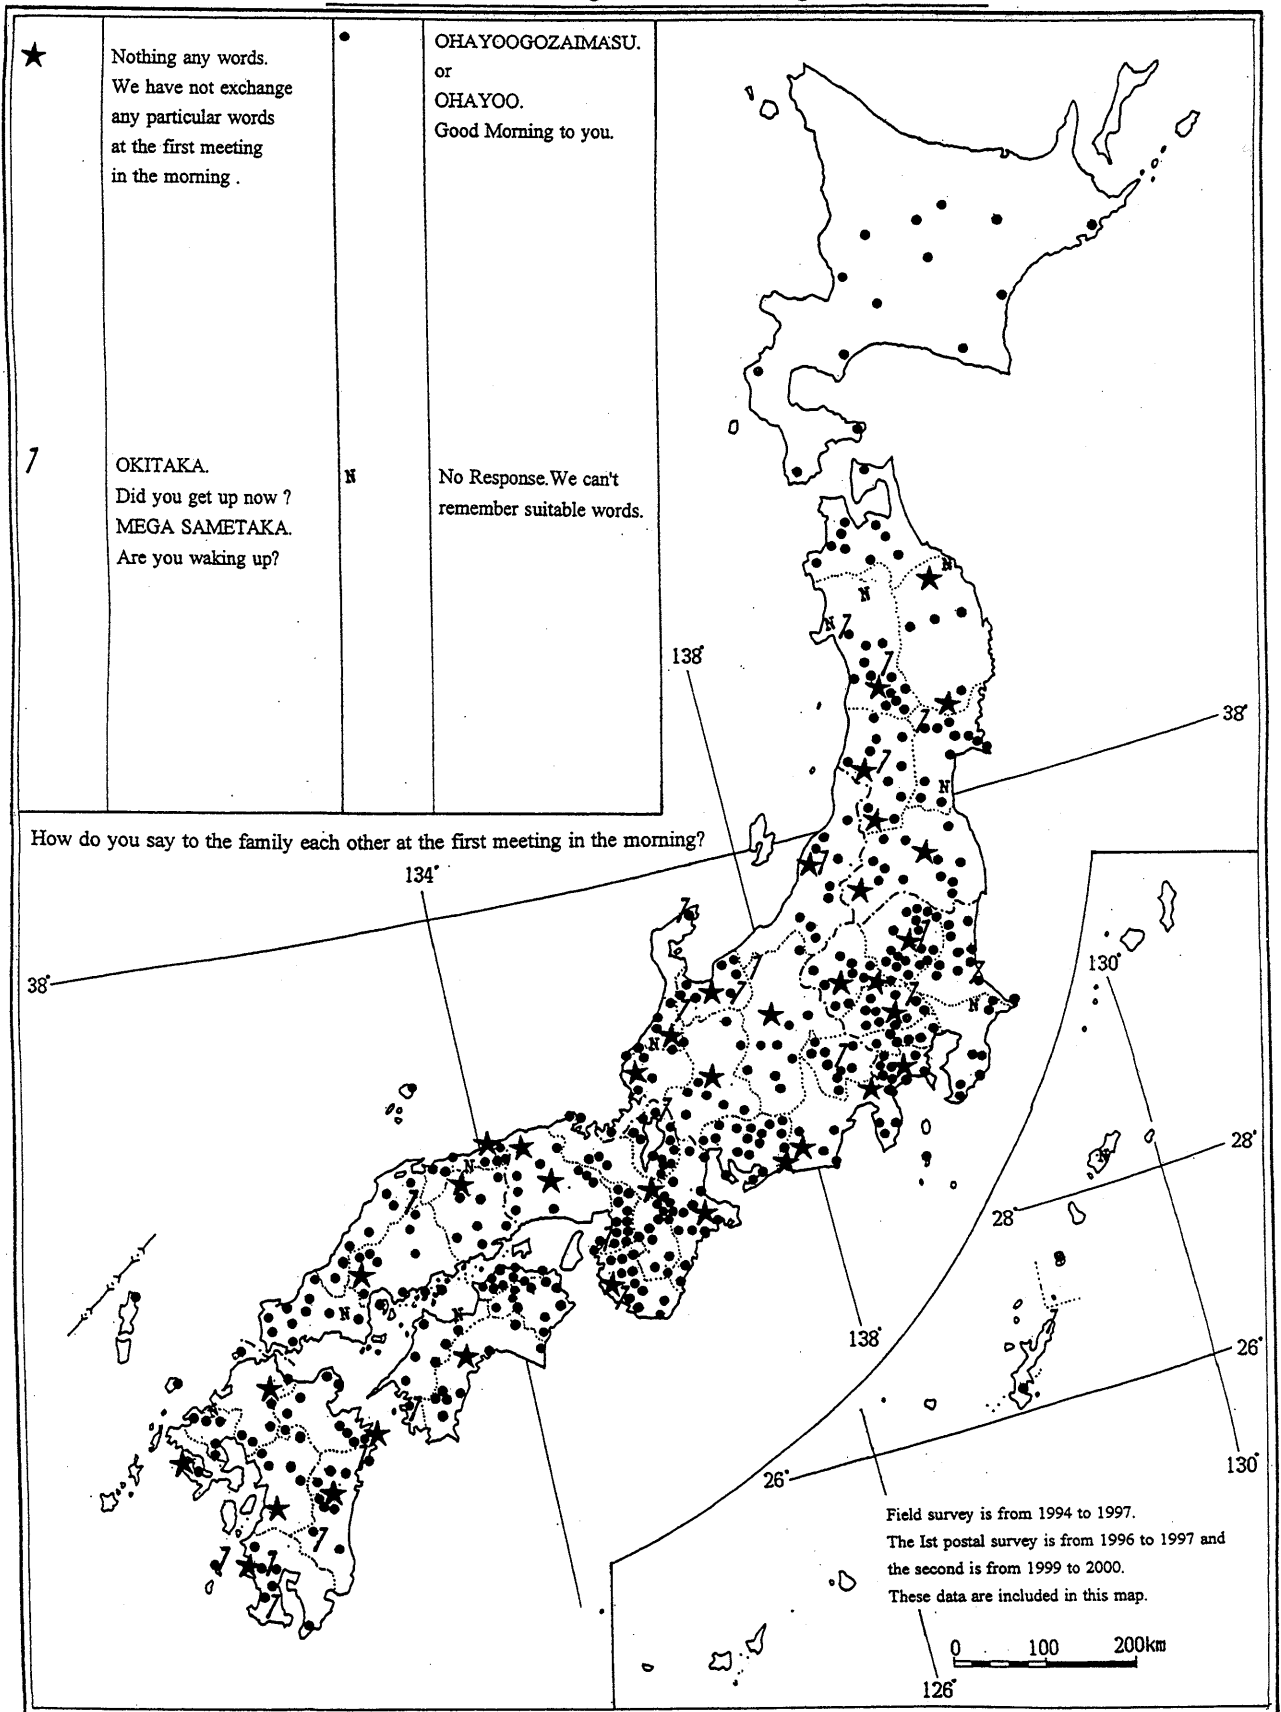 ★
Nothing any words.
We have not exchange
any particular words
at the first meeting
in the morning .
●
OHAYOOGOZAIMASU.
or
OHAYOO.
Good Morning to you.
7
OKITAKA.
Did you get up now ?
MEGA SAMETAKA.
Are you waking up?
N
No Response.We can't
remember suitable words.
How do you say to the family each other at the first meeting in the morning?
138°
38°
134°
38°
130°
28°
28°
138°
26°
26°
130°
Field survey is from 1994 to 1997.
The Ist postal survey is from 1996 to 1997 and
the second is from 1999 to 2000.
These data are included in this map.
0 100 200km
126°